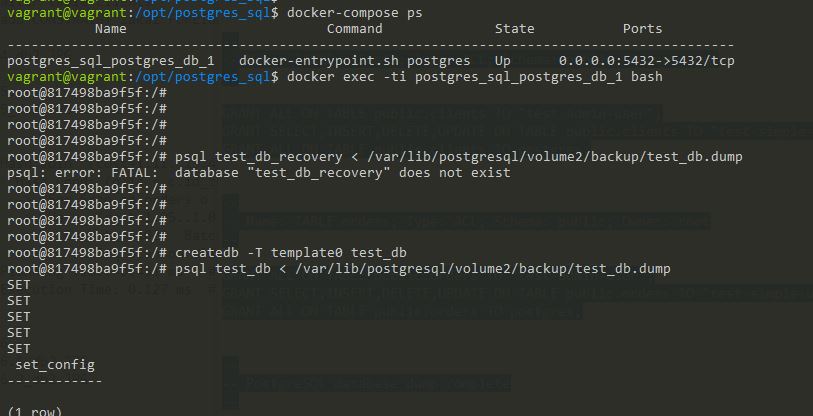 vagrant@vagrant:/opt/postgres_sql$ docker-compose ps
Name Command State Ports
--------------------------------------------------------------------------------
postgres_sql_postgres_db_1 docker-entrypoint.sh postgres Up 0.0.0.0:5432->5432/tcp
vagrant@vagrant:/opt/postgres_sql$ docker exec -ti postgres_sql_postgres_db_1 bash
root@817498ba9f5f:/#
root@817498ba9f5f:/#
root@817498ba9f5f:/#
root@817498ba9f5f:/#
root@817498ba9f5f:/# psql test_db_recovery < /var/lib/postgresql/volume2/backup/test_db.dump
psql: error: FATAL: database "test_db_recovery" does not exist
root@817498ba9f5f:/#
root@817498ba9f5f:/#
root@817498ba9f5f:/#
root@817498ba9f5f:/#
root@817498ba9f5f:/# createdb -T template0 test_db
root@817498ba9f5f:/# psql test_db < /var/lib/postgresql/volume2/backup/test_db.dump
SET
SET
SET
SET
SET
set_config
------------
(1 row)